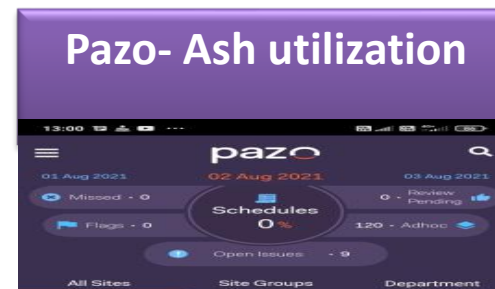 Pazo- Ash utilization
13:00
pazo
01 Aug 2021 02 Aug 2021 03 Aug 2021
Missed - 0 Schedules 0% 0 - Review Pending
Flags - 0 120 - Adhoc
Open Issues - 9
All Sites Site Groups Department